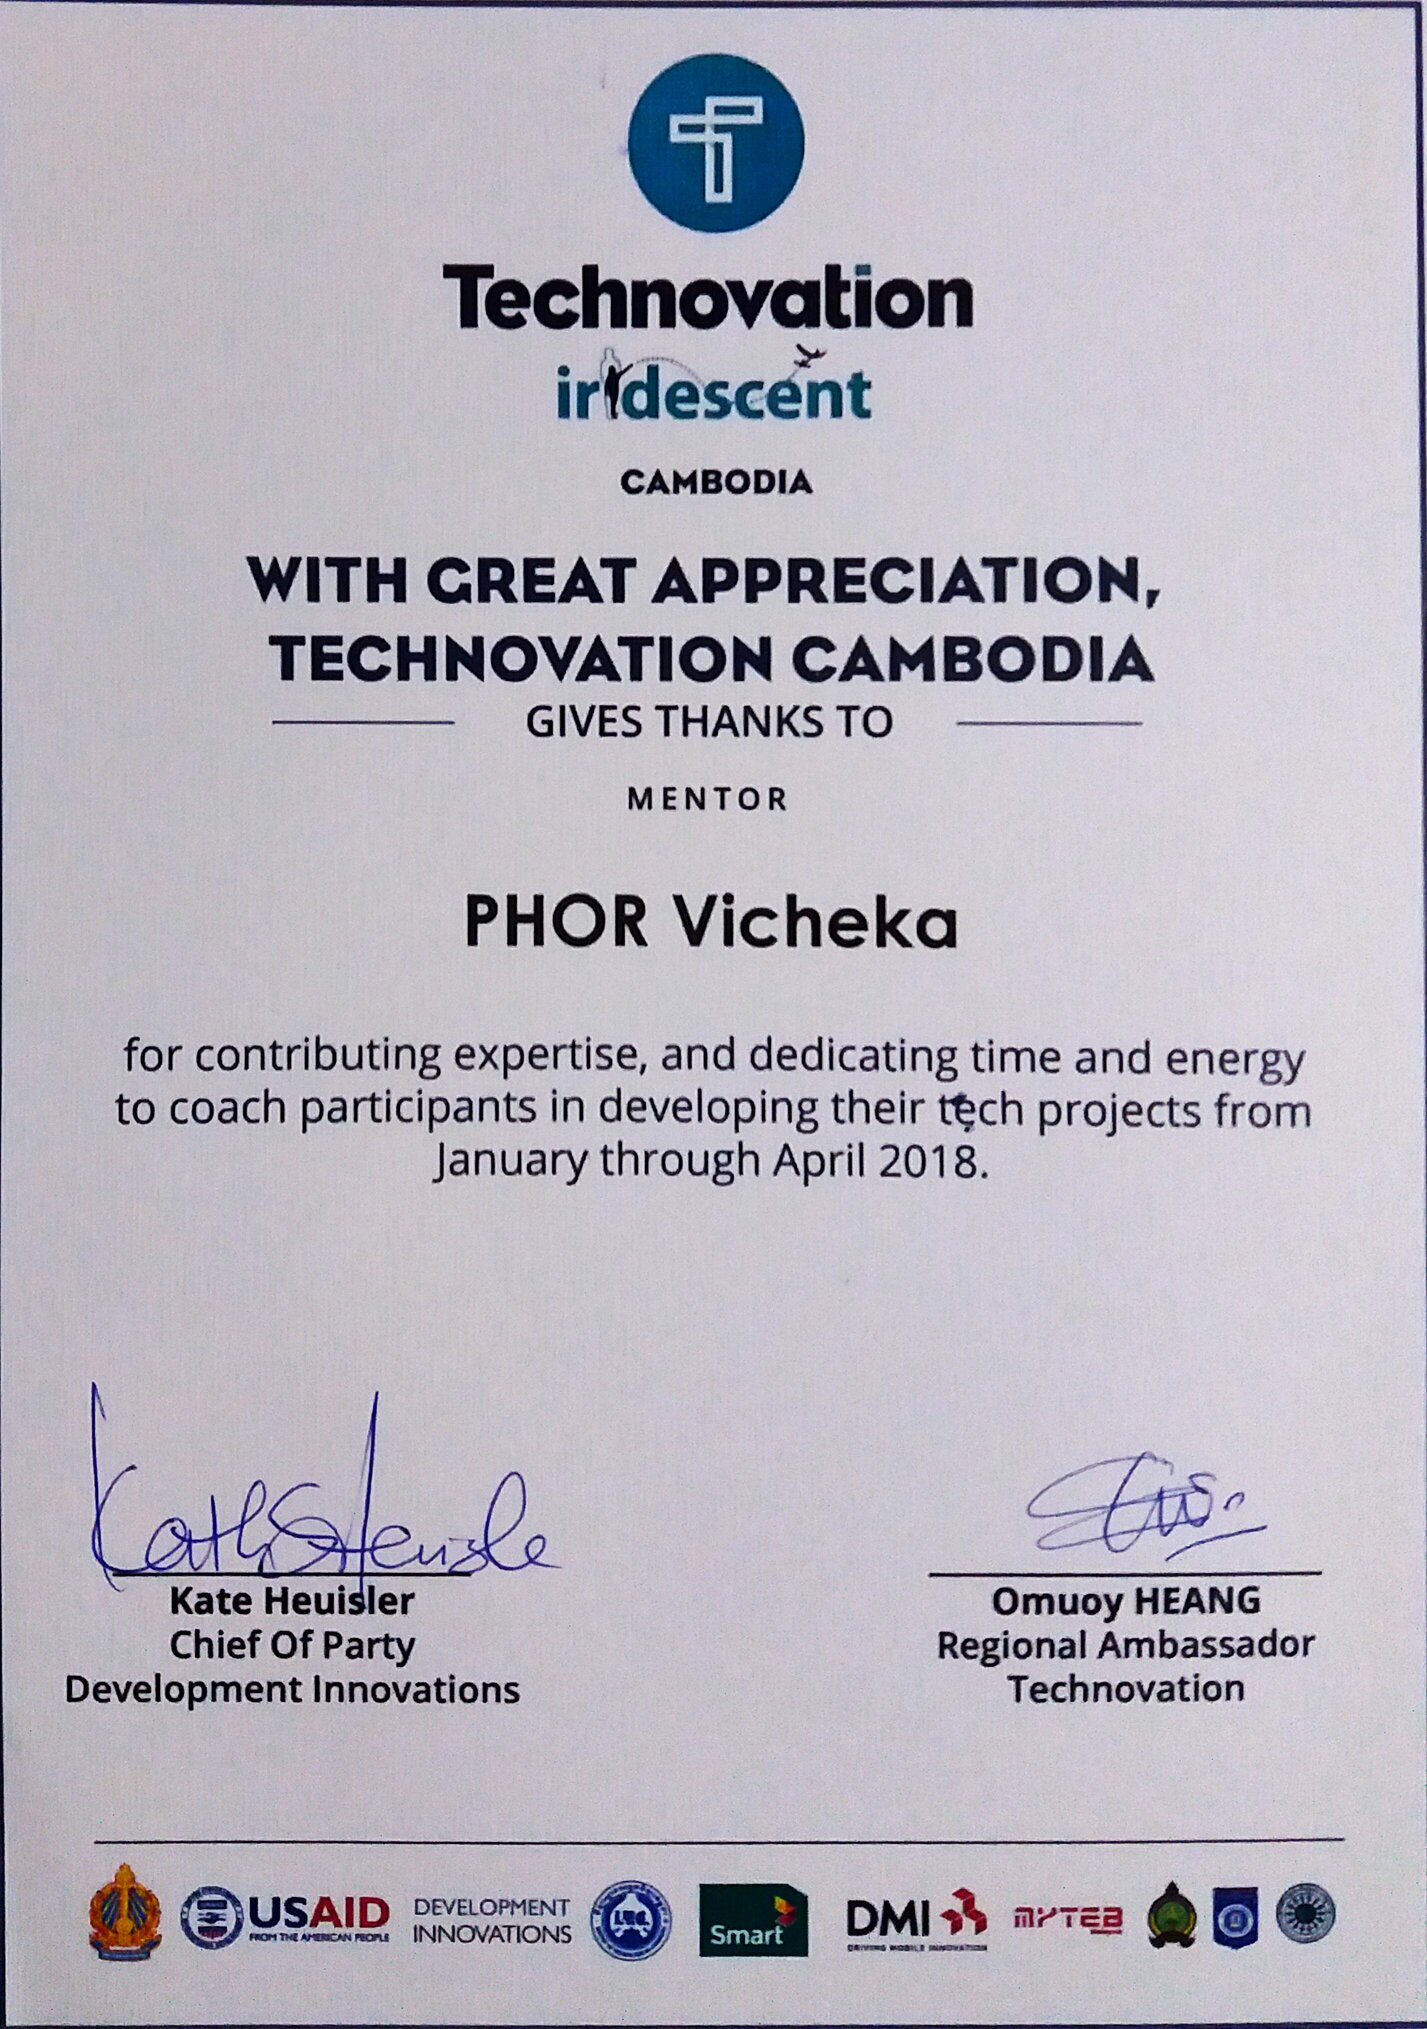 Technovation
iridescent
CAMBODIA
WITH GREAT APPRECIATION,
TECHNOVATION CAMBODIA
GIVES THANKS TO
MENTOR
PHOR Vicheka
for contributing expertise, and dedicating time and energy
to coach participants in developing their tech projects from
January through April 2018.
Kate Heuisler
Chief Of Party
Development Innovations
Omuoy HEANG
Regional Ambassador
Technovation
USAID
FROM THE AMERICAN PEOPLE
DEVELOPMENT
INNOVATIONS
Smart
DMI
DRIVING MOBILE INNOVATION